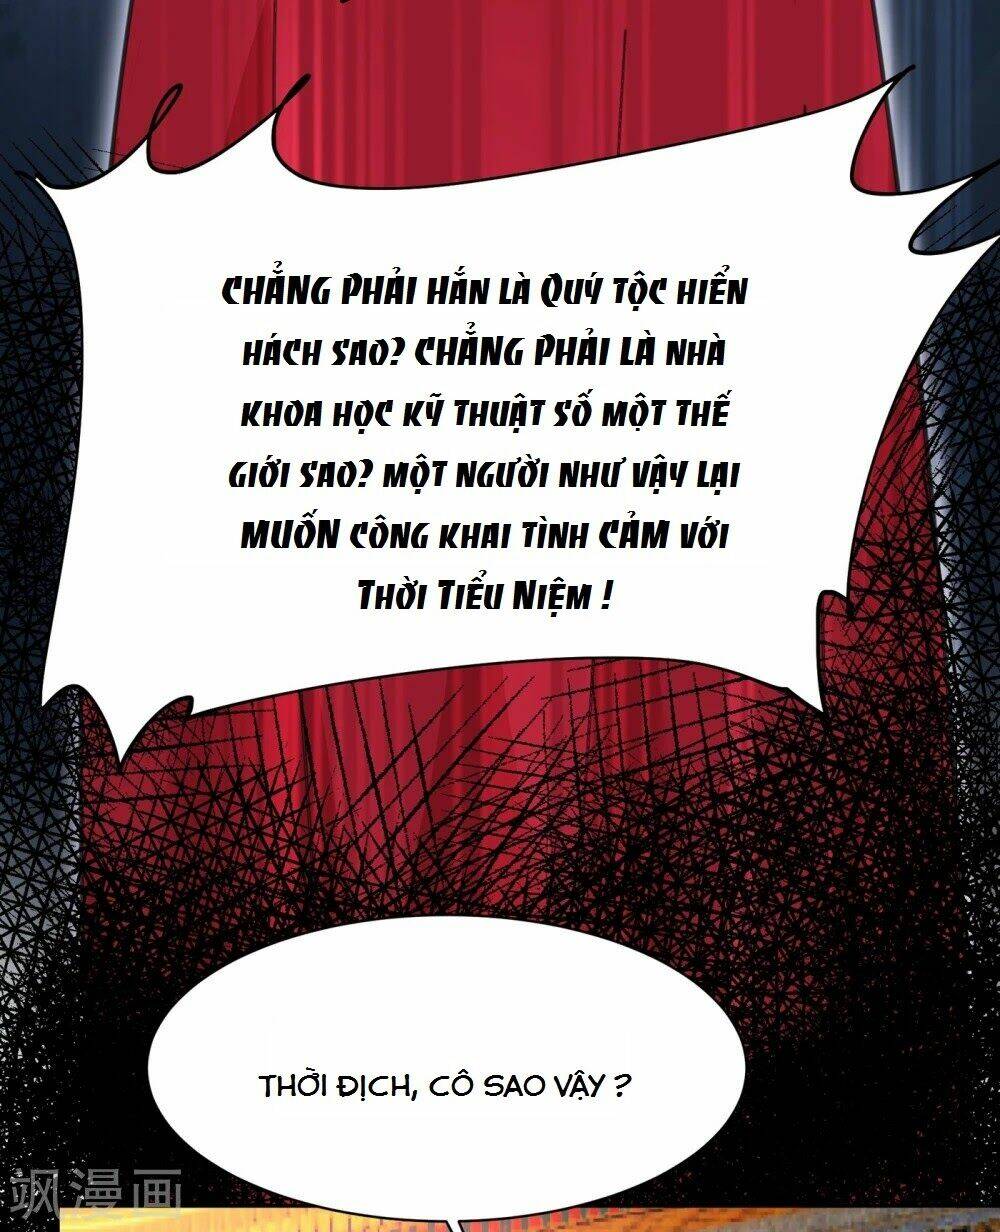 CHẲNG PHẢI HẮN LÀ QUÝ TỘC HIỂN
HÁCH SAO? CHẲNG PHẢI LÀ NHÀ
KHOA HỌC KỸ THUẬT SỐ MỘT THẾ
GIỚI SAO? MỘT NGƯỜI NHƯ VẬY LẠI
MUỐN CÔNG KHAI TÌNH CẢM VỚI
THỜI TIỂU NIỆM !
THỜI ĐỊCH, CÔ SAO VẬY ?
飒漫画